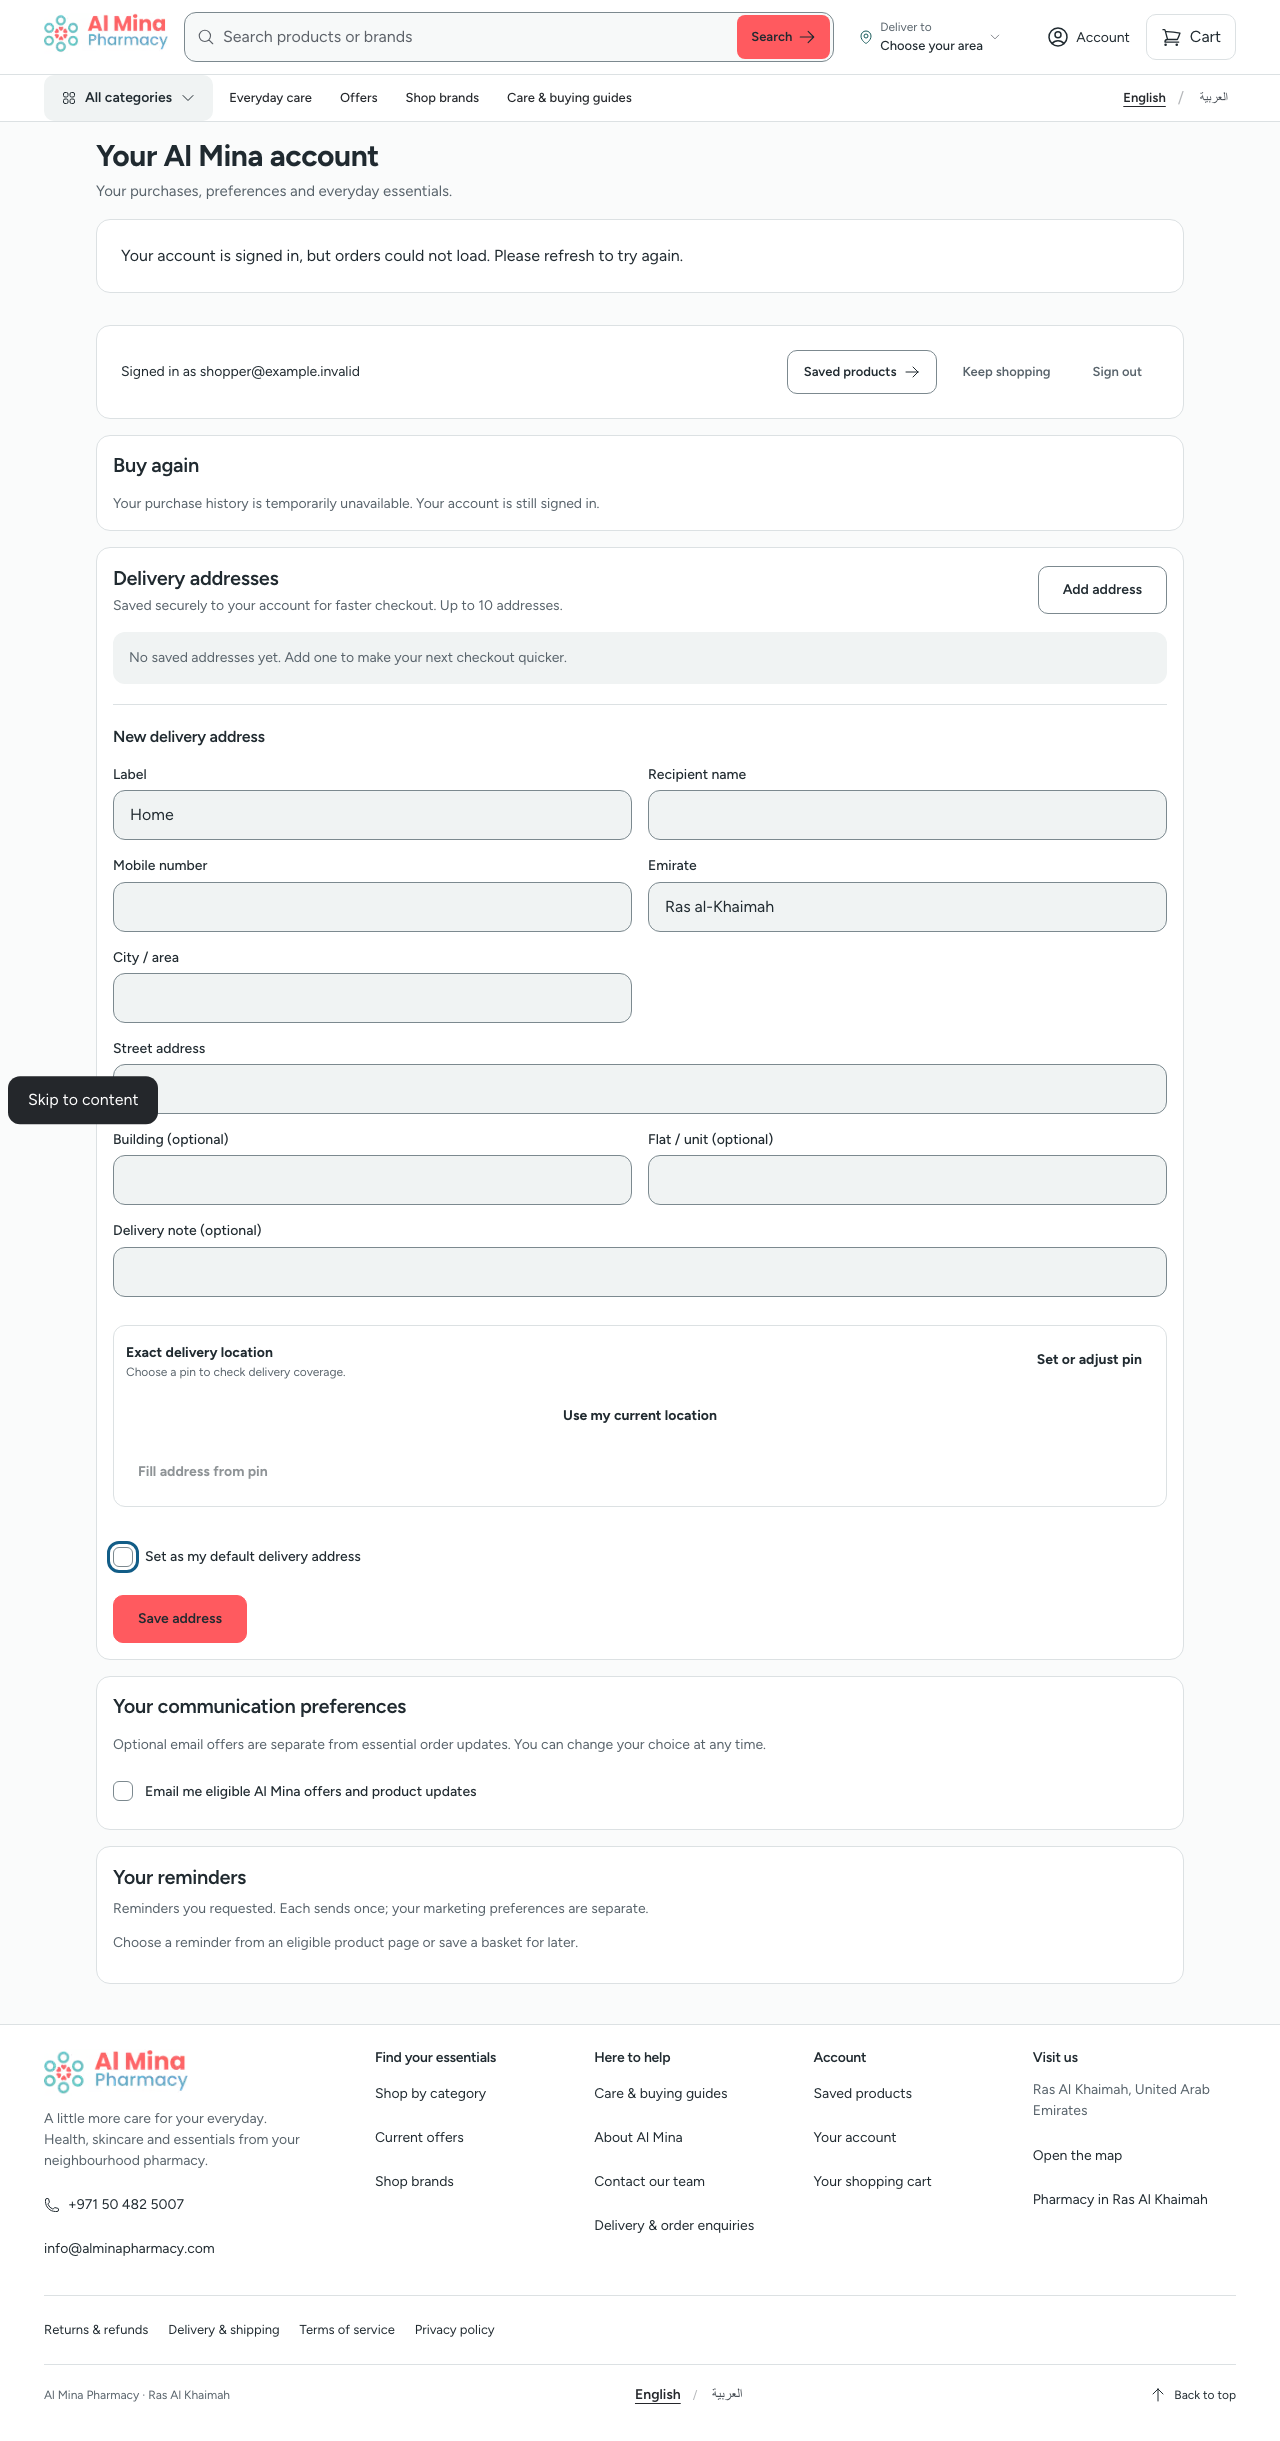 Al Mina
Pharmacy
Search products or brands
Search
Deliver to
Choose your area
Account
Cart
All categories
Everyday care
Offers
Shop brands
Care & buying guides
English
/
العربية
Your Al Mina account
Your purchases, preferences and everyday essentials.
Your account is signed in, but orders could not load. Please refresh to try again.
Signed in as shopper@example.invalid
Saved products
Keep shopping
Sign out
Buy again
Your purchase history is temporarily unavailable. Your account is still signed in.
Delivery addresses
Saved securely to your account for faster checkout. Up to 10 addresses.
Add address
No saved addresses yet. Add one to make your next checkout quicker.
New delivery address
Label
Recipient name
Home
Mobile number
Emirate
Ras al-Khaimah
City / area
Street address
Skip to content
Building (optional)
Flat / unit (optional)
Delivery note (optional)
Exact delivery location
Choose a pin to check delivery coverage.
Set or adjust pin
Use my current location
Fill address from pin
Set as my default delivery address
Save address
Your communication preferences
Optional email offers are separate from essential order updates. You can change your choice at any time.
Email me eligible Al Mina offers and product updates
Your reminders
Reminders you requested. Each sends once; your marketing preferences are separate.
Choose a reminder from an eligible product page or save a basket for later.
Al Mina
Pharmacy
A little more care for your everyday.
Health, skincare and essentials from your
neighbourhood pharmacy.
+971 50 482 5007
info@alminapharmacy.com
Find your essentials
Shop by category
Current offers
Shop brands
Here to help
Care & buying guides
About Al Mina
Contact our team
Delivery & order enquiries
Account
Saved products
Your account
Your shopping cart
Visit us
Ras Al Khaimah, United Arab
Emirates
Open the map
Pharmacy in Ras Al Khaimah
Returns & refunds
Delivery & shipping
Terms of service
Privacy policy
Al Mina Pharmacy · Ras Al Khaimah
English
/
العربية
Back to top